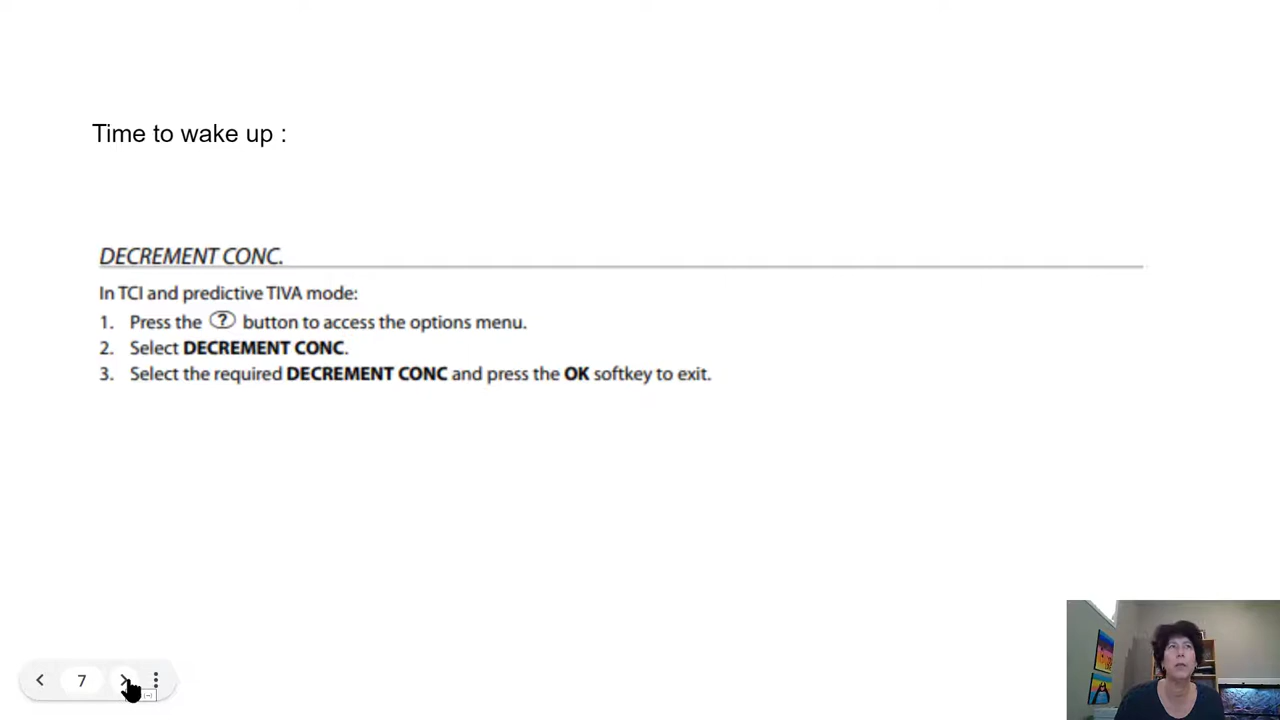 Time to wake up :
DECREMENT CONC.
In TCI and predictive TIVA mode:
1. Press the ? button to access the options menu.
2. Select DECREMENT CONC.
3. Select the required DECREMENT CONC and press the OK softkey to exit.
7